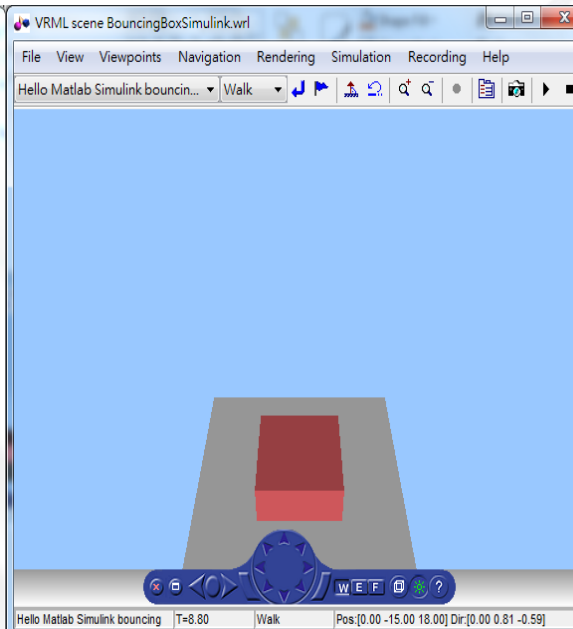 VRML scene BouncingBoxSimulink.wrl
File View Viewpoints Navigation Rendering Simulation Recording Help
Hello Matlab Simulink bouncin... Walk
W E F ?
Hello Matlab Simulink bouncing T=8.80 Walk Pos:[0.00 -15.00 18.00] Dir:[0.00 0.81 -0.59]